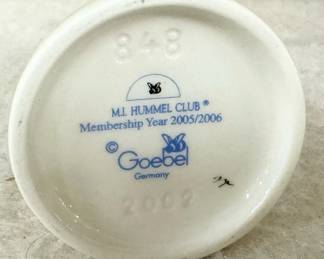 848
M.I. HUMMEL CLUB®
Membership Year 2005/2006
© Goebel
Germany
2002